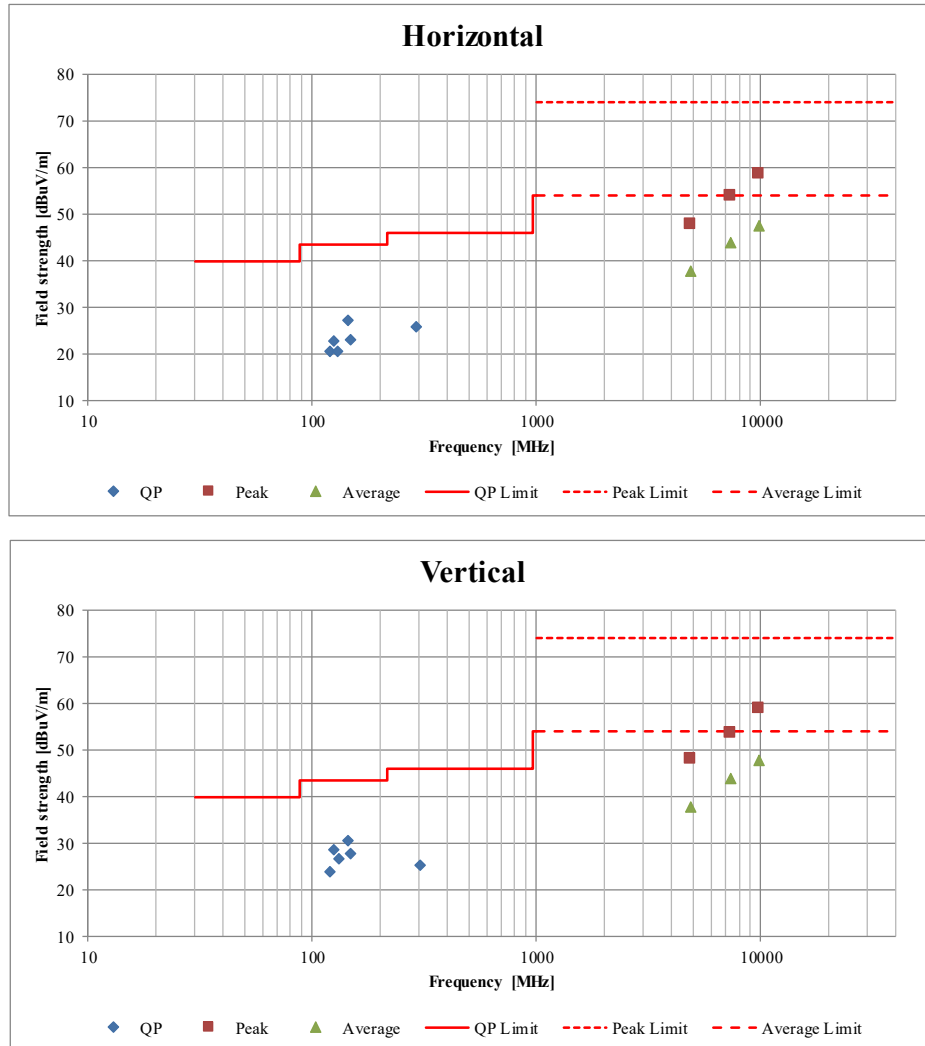 Horizontal
80
70
60
50
40
30
20
10
Field strength [dBuV/m]
10 100 1000 10000
Frequency [MHz]
QP Peak Average QP Limit Peak Limit Average Limit
Vertical
80
70
60
50
40
30
20
10
Field strength [dBuV/m]
10 100 1000 10000
Frequency [MHz]
QP Peak Average QP Limit Peak Limit Average Limit